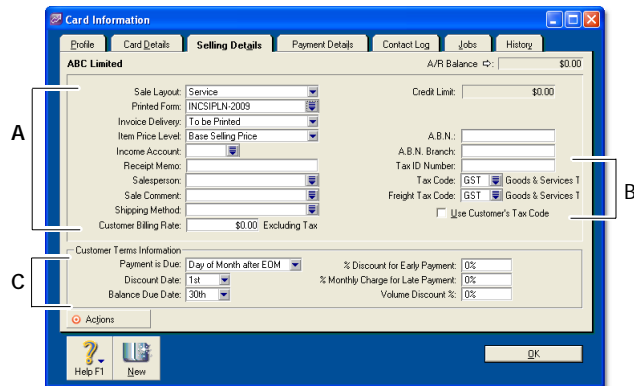 Card Information
Profile Card Details Selling Details Payment Details Contact Log Jobs History
ABC Limited A/R Balance ⇨: $0.00
Sale Layout: Service Credit Limit: $0.00
A Printed Form: INCSIPLN-2009
Invoice Delivery: To be Printed
Item Price Level: Base Selling Price A.B.N.:
Income Account: A.B.N. Branch:
Receipt Memo: Tax ID Number:
Salesperson: Tax Code: GST Goods & Services T
B
Sale Comment: Freight Tax Code: GST Goods & Services T
Shipping Method: Use Customer's Tax Code
Customer Billing Rate: $0.00 Excluding Tax
Customer Terms Information
Payment is Due: Day of Month after EOM % Discount for Early Payment: 0%
C Discount Date: 1st % Monthly Charge for Late Payment: 0%
Balance Due Date: 30th Volume Discount %: 0%
Actions
? OK
Help F1 New